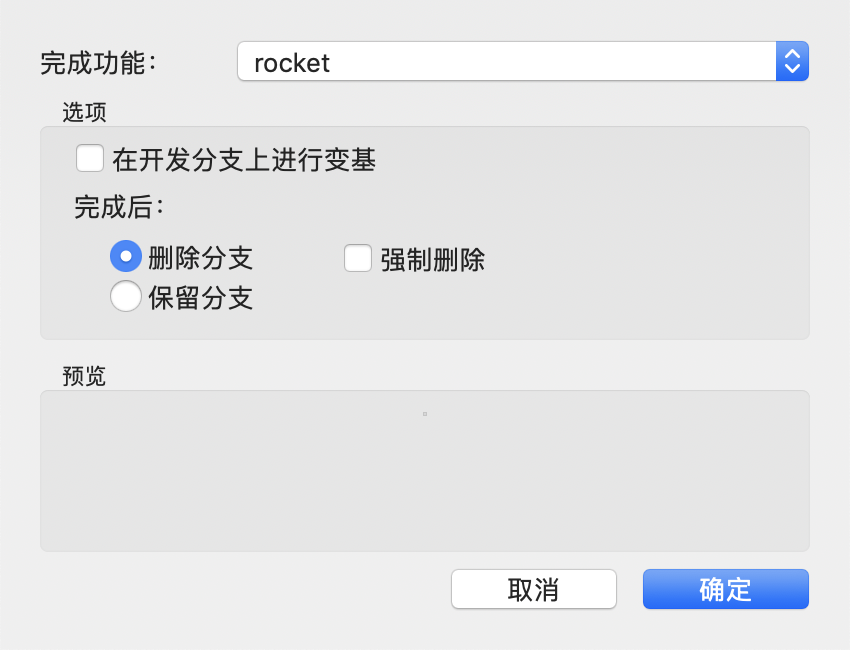 完成功能： rocket
选项
在开发分支上进行变基
完成后：
删除分支 强制删除
保留分支
预览
取消 确定